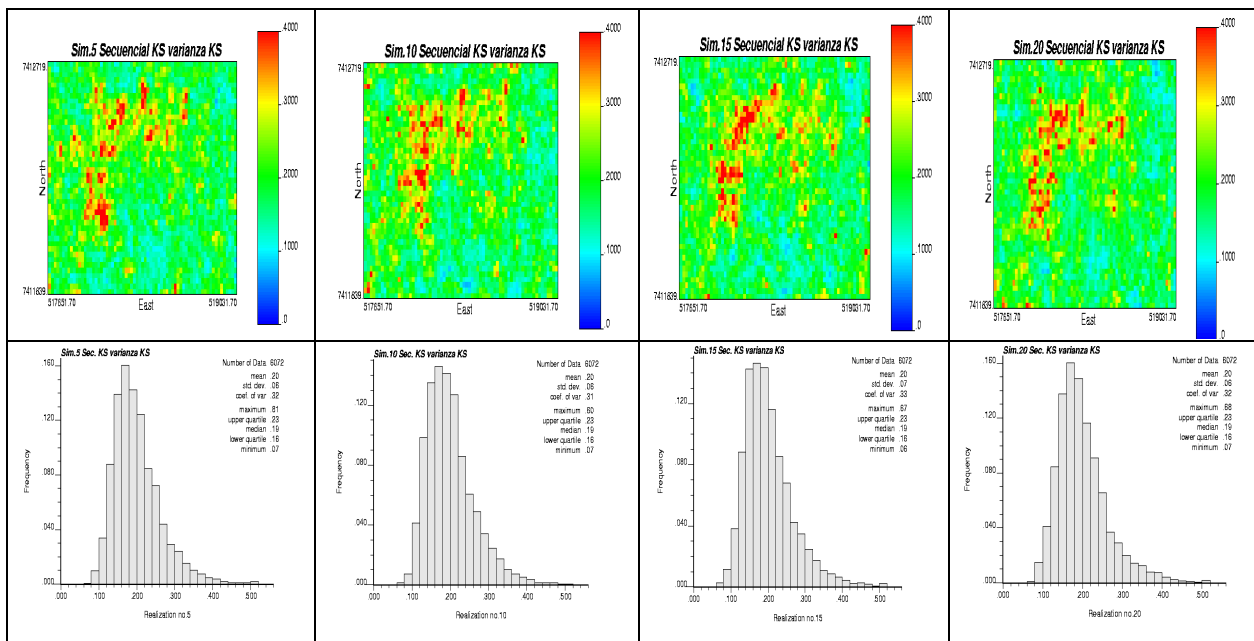 Sim.5 Secuencial KS varianza KS
7412719.
North
7411639
517631.70
East
519031.70
4000
.3000
.2000
.1000
.0
Sim.10 Secuencial KS varianza KS
7412719.
North
7411639
517651.70
East
519031.70
4000
.3000
.2000
.1000
.0
Sim.15 Secuencial KS varianza KS
7412719.
North
7411639
517651.70
East
519031.70
4000
.3000
.2000
.1000
.0
Sim.20 Secuencial KS varianza KS
7412719.
North
7411639
517651.70
East
519031.70
4000
.3000
.2000
.1000
.0
Sim.5 Sec. KS varianza KS
Number of Data 6072
mean .20
std. dev. .06
coef. of var .32
maximum .61
upper quartile .23
median .19
lower quartile .16
minimum .07
Frequency
.160
.120
.080
.040
.000
.000 .100 .200 .300 .400 .500
Realization no.5
Sim.10 Sec. KS varianza KS
Number of Data 6072
mean .20
std. dev. .06
coef. of var .31
maximum .60
upper quartile .23
median .19
lower quartile .16
minimum .07
Frequency
.160
.120
.080
.040
.000
.000 .100 .200 .300 .400 .500
Realization no.10
Sim.15 Sec. KS varianza KS
Number of Data 6072
mean .20
std. dev. .07
coef. of var .33
maximum .67
upper quartile .23
median .19
lower quartile .16
minimum .06
Frequency
.120
.080
.040
.000
.000 .100 .200 .300 .400 .500
Realization no.15
Sim.20 Sec. KS varianza KS
Number of Data 6072
mean .20
std. dev. .06
coef. of var .32
maximum .68
upper quartile .23
median .19
lower quartile .16
minimum .07
Frequency
.160
.120
.080
.040
.000
.000 .100 .200 .300 .400 .500
Realization no.20